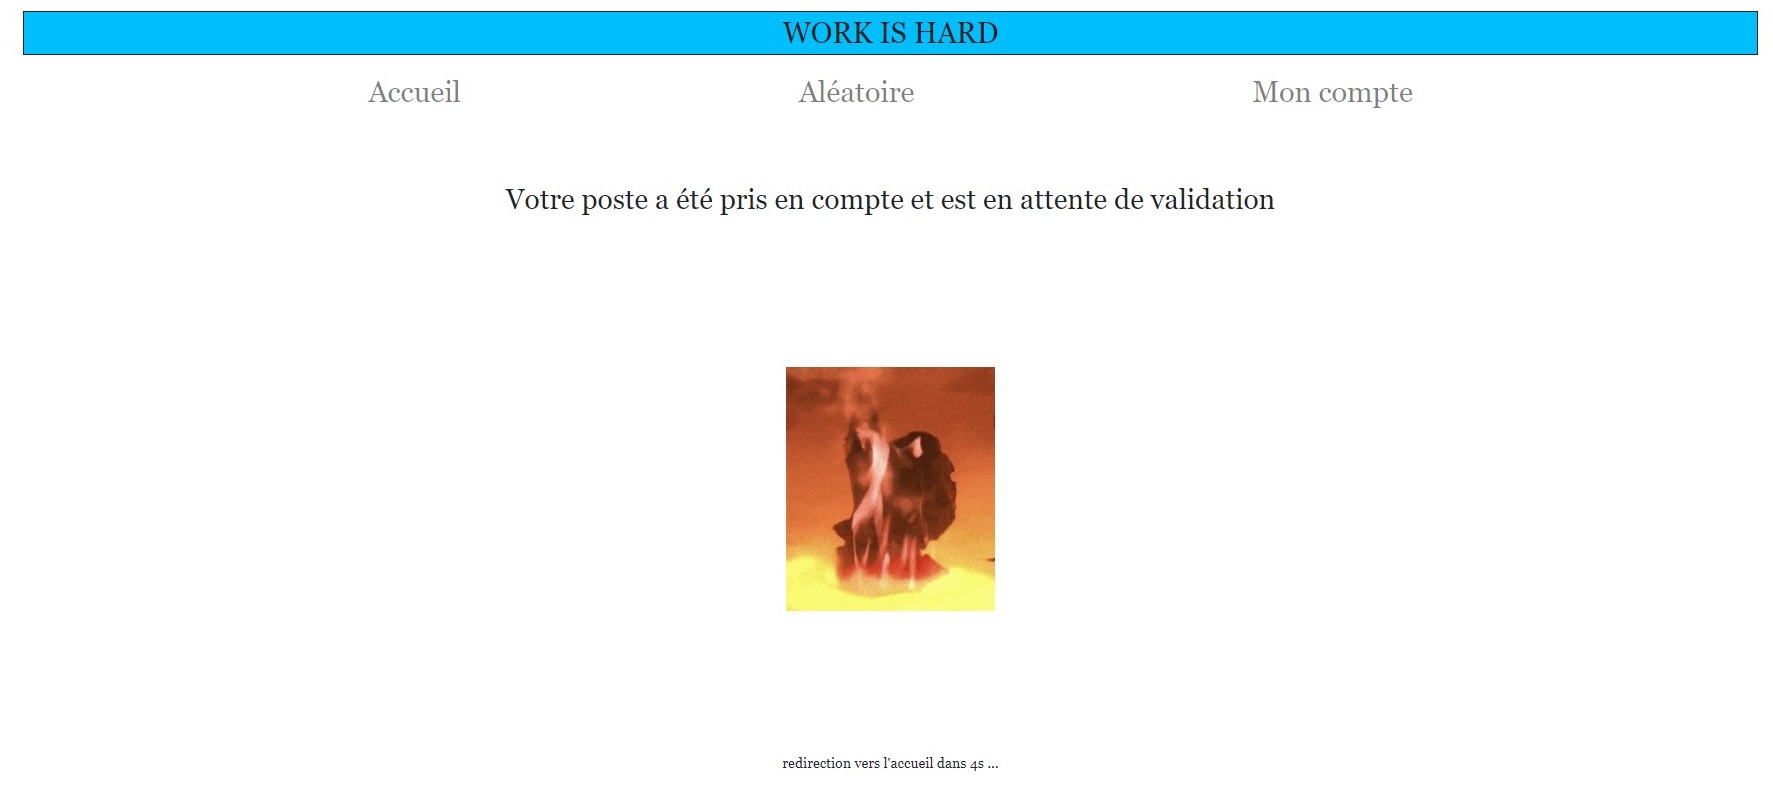 WORK IS HARD
Accueil Aléatoire Mon compte
Votre poste a été pris en compte et est en attente de validation
redirection vers l'accueil dans 4s ...